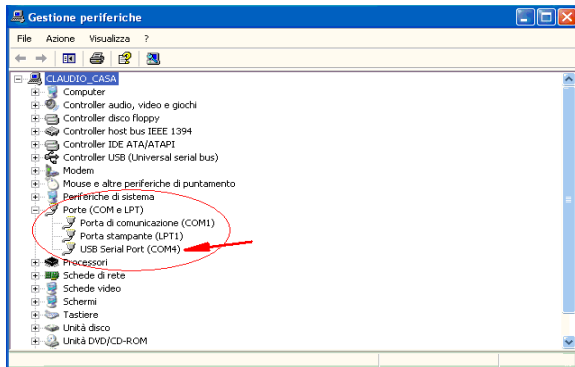 Gestione periferiche
File Azione Visualizza ?
CLAUDIO_CASA
Computer
Controller audio, video e giochi
Controller disco floppy
Controller host bus IEEE 1394
Controller IDE ATA/ATAPI
Controller USB (Universal serial bus)
Modem
Mouse e altre periferiche di puntamento
Periferiche di sistema
Porte (COM e LPT)
Porta di comunicazione (COM1)
Porta stampante (LPT1)
USB Serial Port (COM4)
Processori
Schede di rete
Schede video
Schermi
Tastiere
Unità disco
Unità DVD/CD-ROM